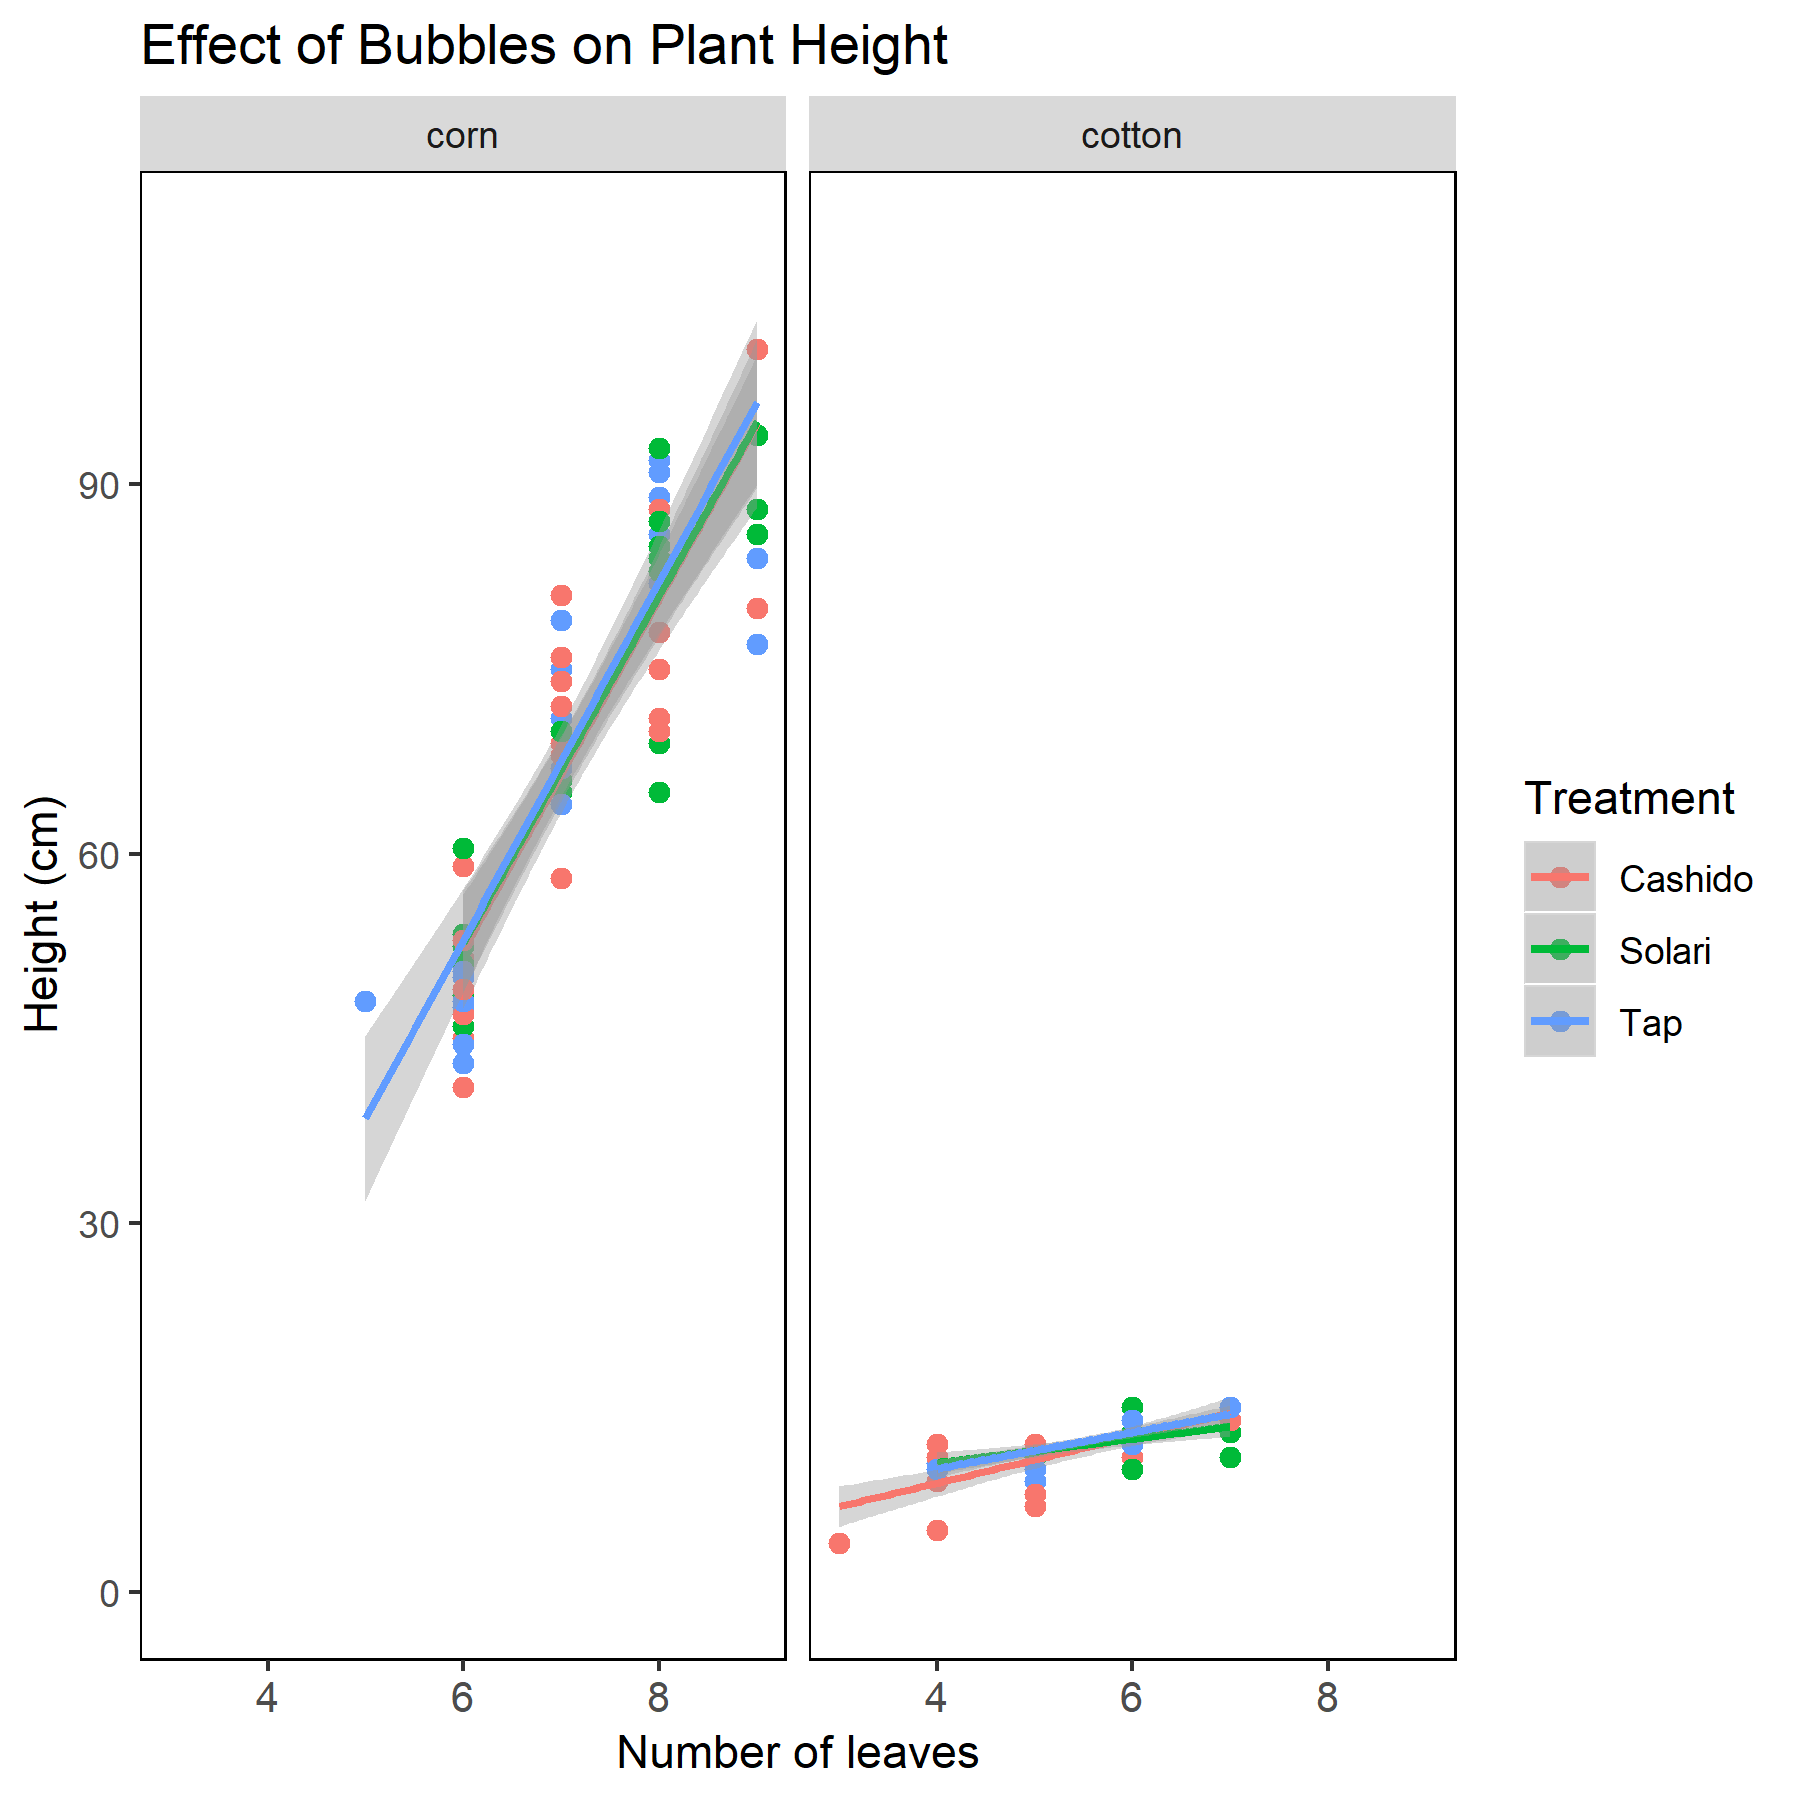 Effect of Bubbles on Plant Height
corn
cotton
90
60
30
0
Height (cm)
4
6
8
4
6
8
Number of leaves
Treatment
Cashido
Solari
Tap